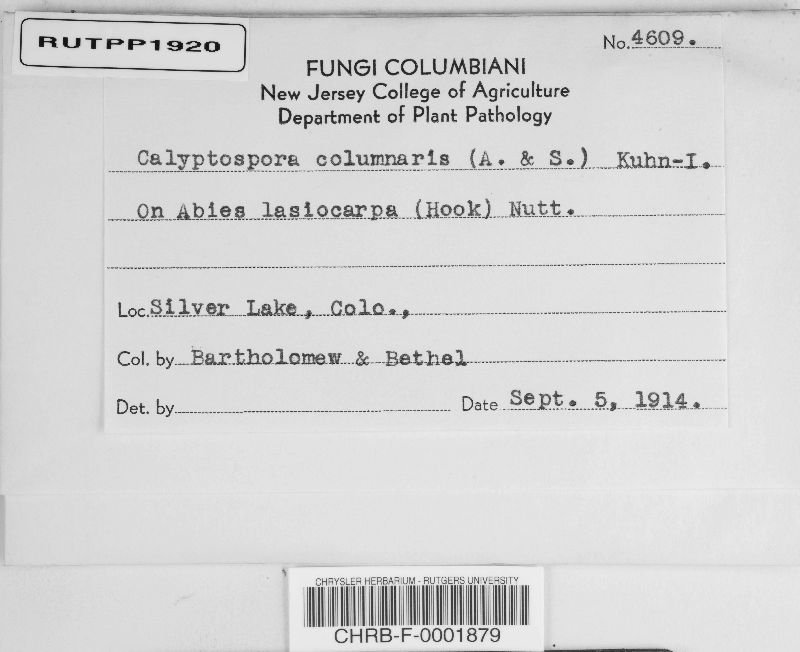 RUTPP1920
No. 4609.
FUNGI COLUMBIANI
New Jersey College of Agriculture
Department of Plant Pathology
Calyptospora columnaris (A. & S.) Kuhn-I.
On Abies lasiocarpa (Hook) Nutt.
Loc. Silver Lake, Colo.,
Col. by Bartholomew & Bethel
Det. by
Date Sept. 5, 1914.
CHRYSLER HERBARIUM - RUTGERS UNIVERSITY
CHRB-F-0001879